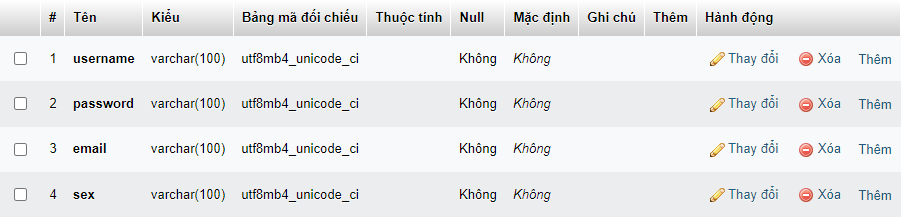 # Tên Kiểu Bảng mã đối chiếu Thuộc tính Null Mặc định Ghi chú Thêm Hành động
1 username varchar(100) utf8mb4_unicode_ci Không Không Thay đổi Xóa Thêm
2 password varchar(100) utf8mb4_unicode_ci Không Không Thay đổi Xóa Thêm
3 email varchar(100) utf8mb4_unicode_ci Không Không Thay đổi Xóa Thêm
4 sex varchar(100) utf8mb4_unicode_ci Không Không Thay đổi Xóa Thêm